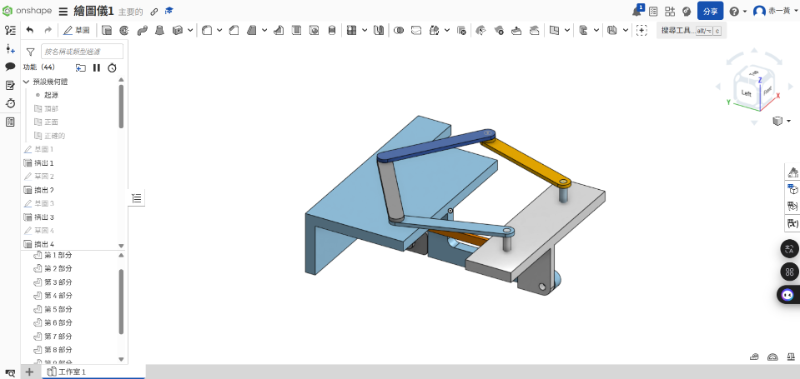 onshape
繪圖儀1 主要的
1
分享
赤一黃
草圖
搜尋工具... alt/⌥ c
按名稱或類型過濾
功能 (44)
預設幾何體
起源
頂部
正面
正確的
草圖 1
擠出 1
草圖 2
擠出 2
草圖 3
擠出 3
草圖 4
擠出 4
第 1 部分
第 2 部分
第 3 部分
第 4 部分
第 5 部分
第 6 部分
第 7 部分
第 8 部分
第 9 部分
Z
Left
Front
Y
X
工作室 1